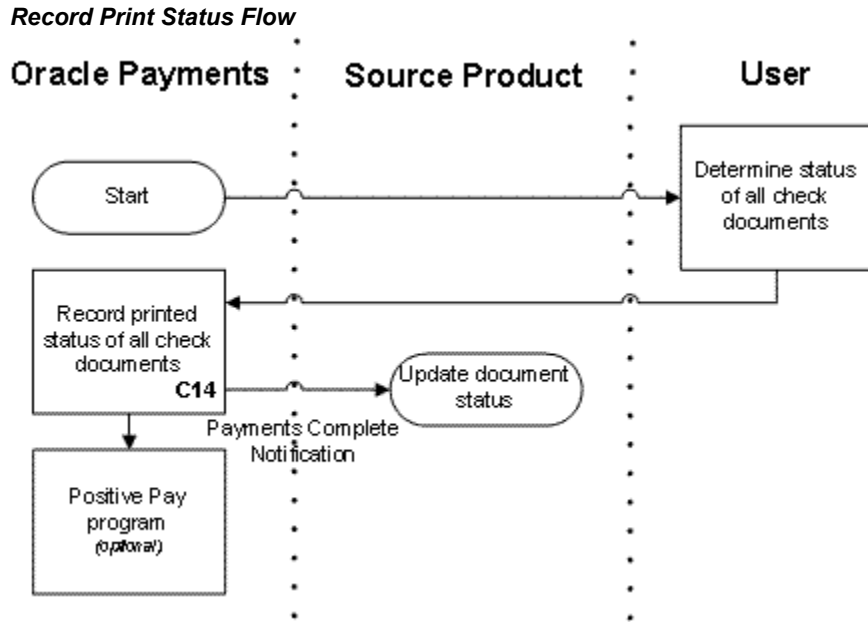 Record Print Status Flow
Oracle Payments
Source Product
User
Start
Determine status
of all check
documents
Record printed
status of all check
documents
C14
Update document
status
Payments Complete
Notification
Positive Pay
program
(optional)